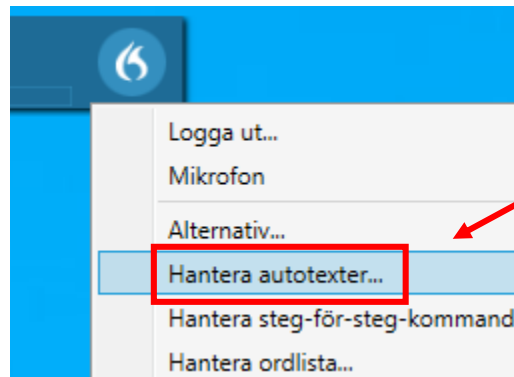 Logga ut...
Mikrofon
Alternativ...
Hantera autotexter...
Hantera steg-för-steg-kommand
Hantera ordlista...